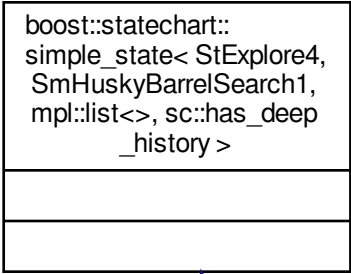 boost::statechart::
simple_state< StExplore4,
SmHuskyBarrelSearch1,
mpl::list<>, sc::has_deep
_history >